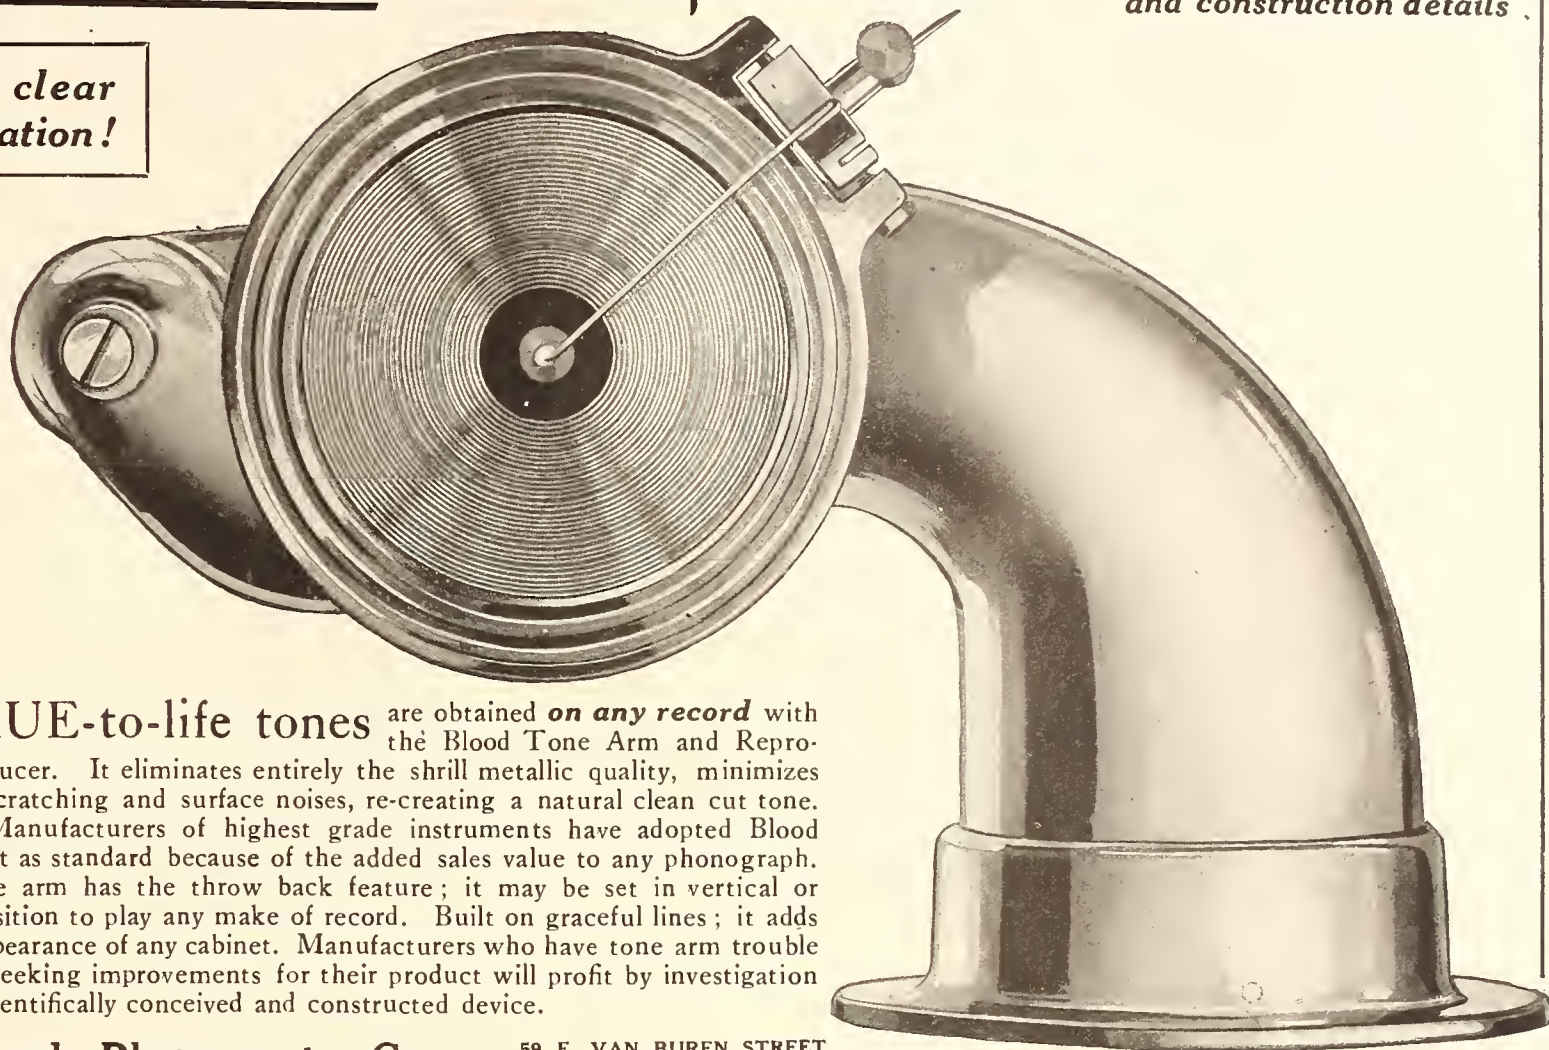 and construction details
clear
ation!
UE-to-life tones are obtained on any record with
the Blood Tone Arm and Repro-
ucer. It eliminates entirely the shrill metallic quality, minimizes
cratching and surface noises, re-creating a natural clean cut tone.
Manufacturers of highest grade instruments have adopted Blood
t as standard because of the added sales value to any phonograph.
e arm has the throw back feature; it may be set in vertical or
sition to play any make of record. Built on graceful lines; it adds
pearance of any cabinet. Manufacturers who have tone arm trouble
eeking improvements for their product will profit by investigation
entifically conceived and constructed device.
59 E. VAN BUREN STREET